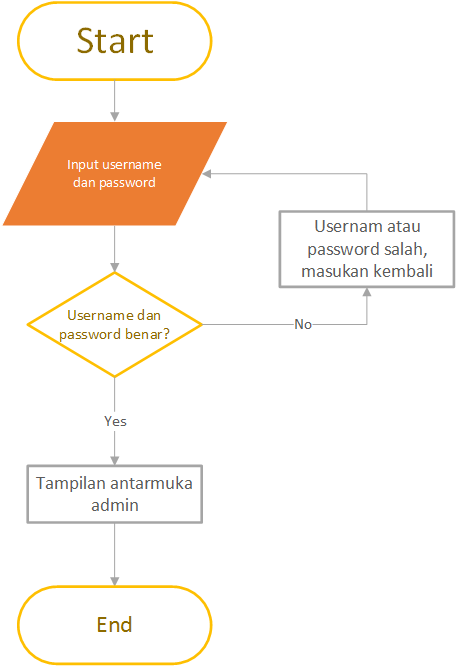 Start
Input username
dan password
Usernam atau
password salah,
masukan kembali
Username dan
password benar?
No
Yes
Tampilan antarmuka
admin
End